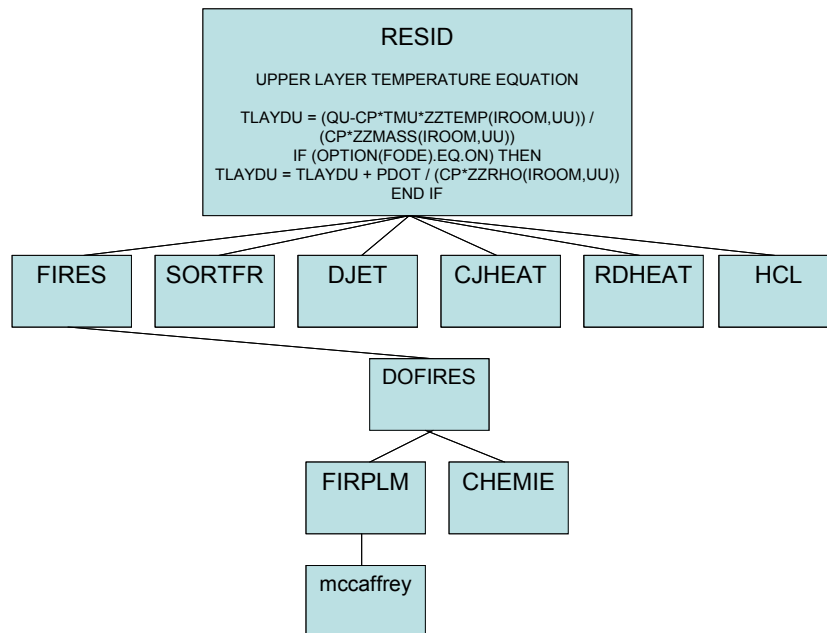 RESID
UPPER LAYER TEMPERATURE EQUATION
TLAYDU = (QU-CP*TMU*ZZTEMP(IROOM,UU)) /
(CP*ZZMASS(IROOM,UU))
IF (OPTION(FODE).EQ.ON) THEN
TLAYDU = TLAYDU + PDOT / (CP*ZZRHO(IROOM,UU))
END IF
FIRES
SORTFR
DJET
CJHEAT
RDHEAT
HCL
DOFIRES
FIRPLM
CHEMIE
mccaffrey